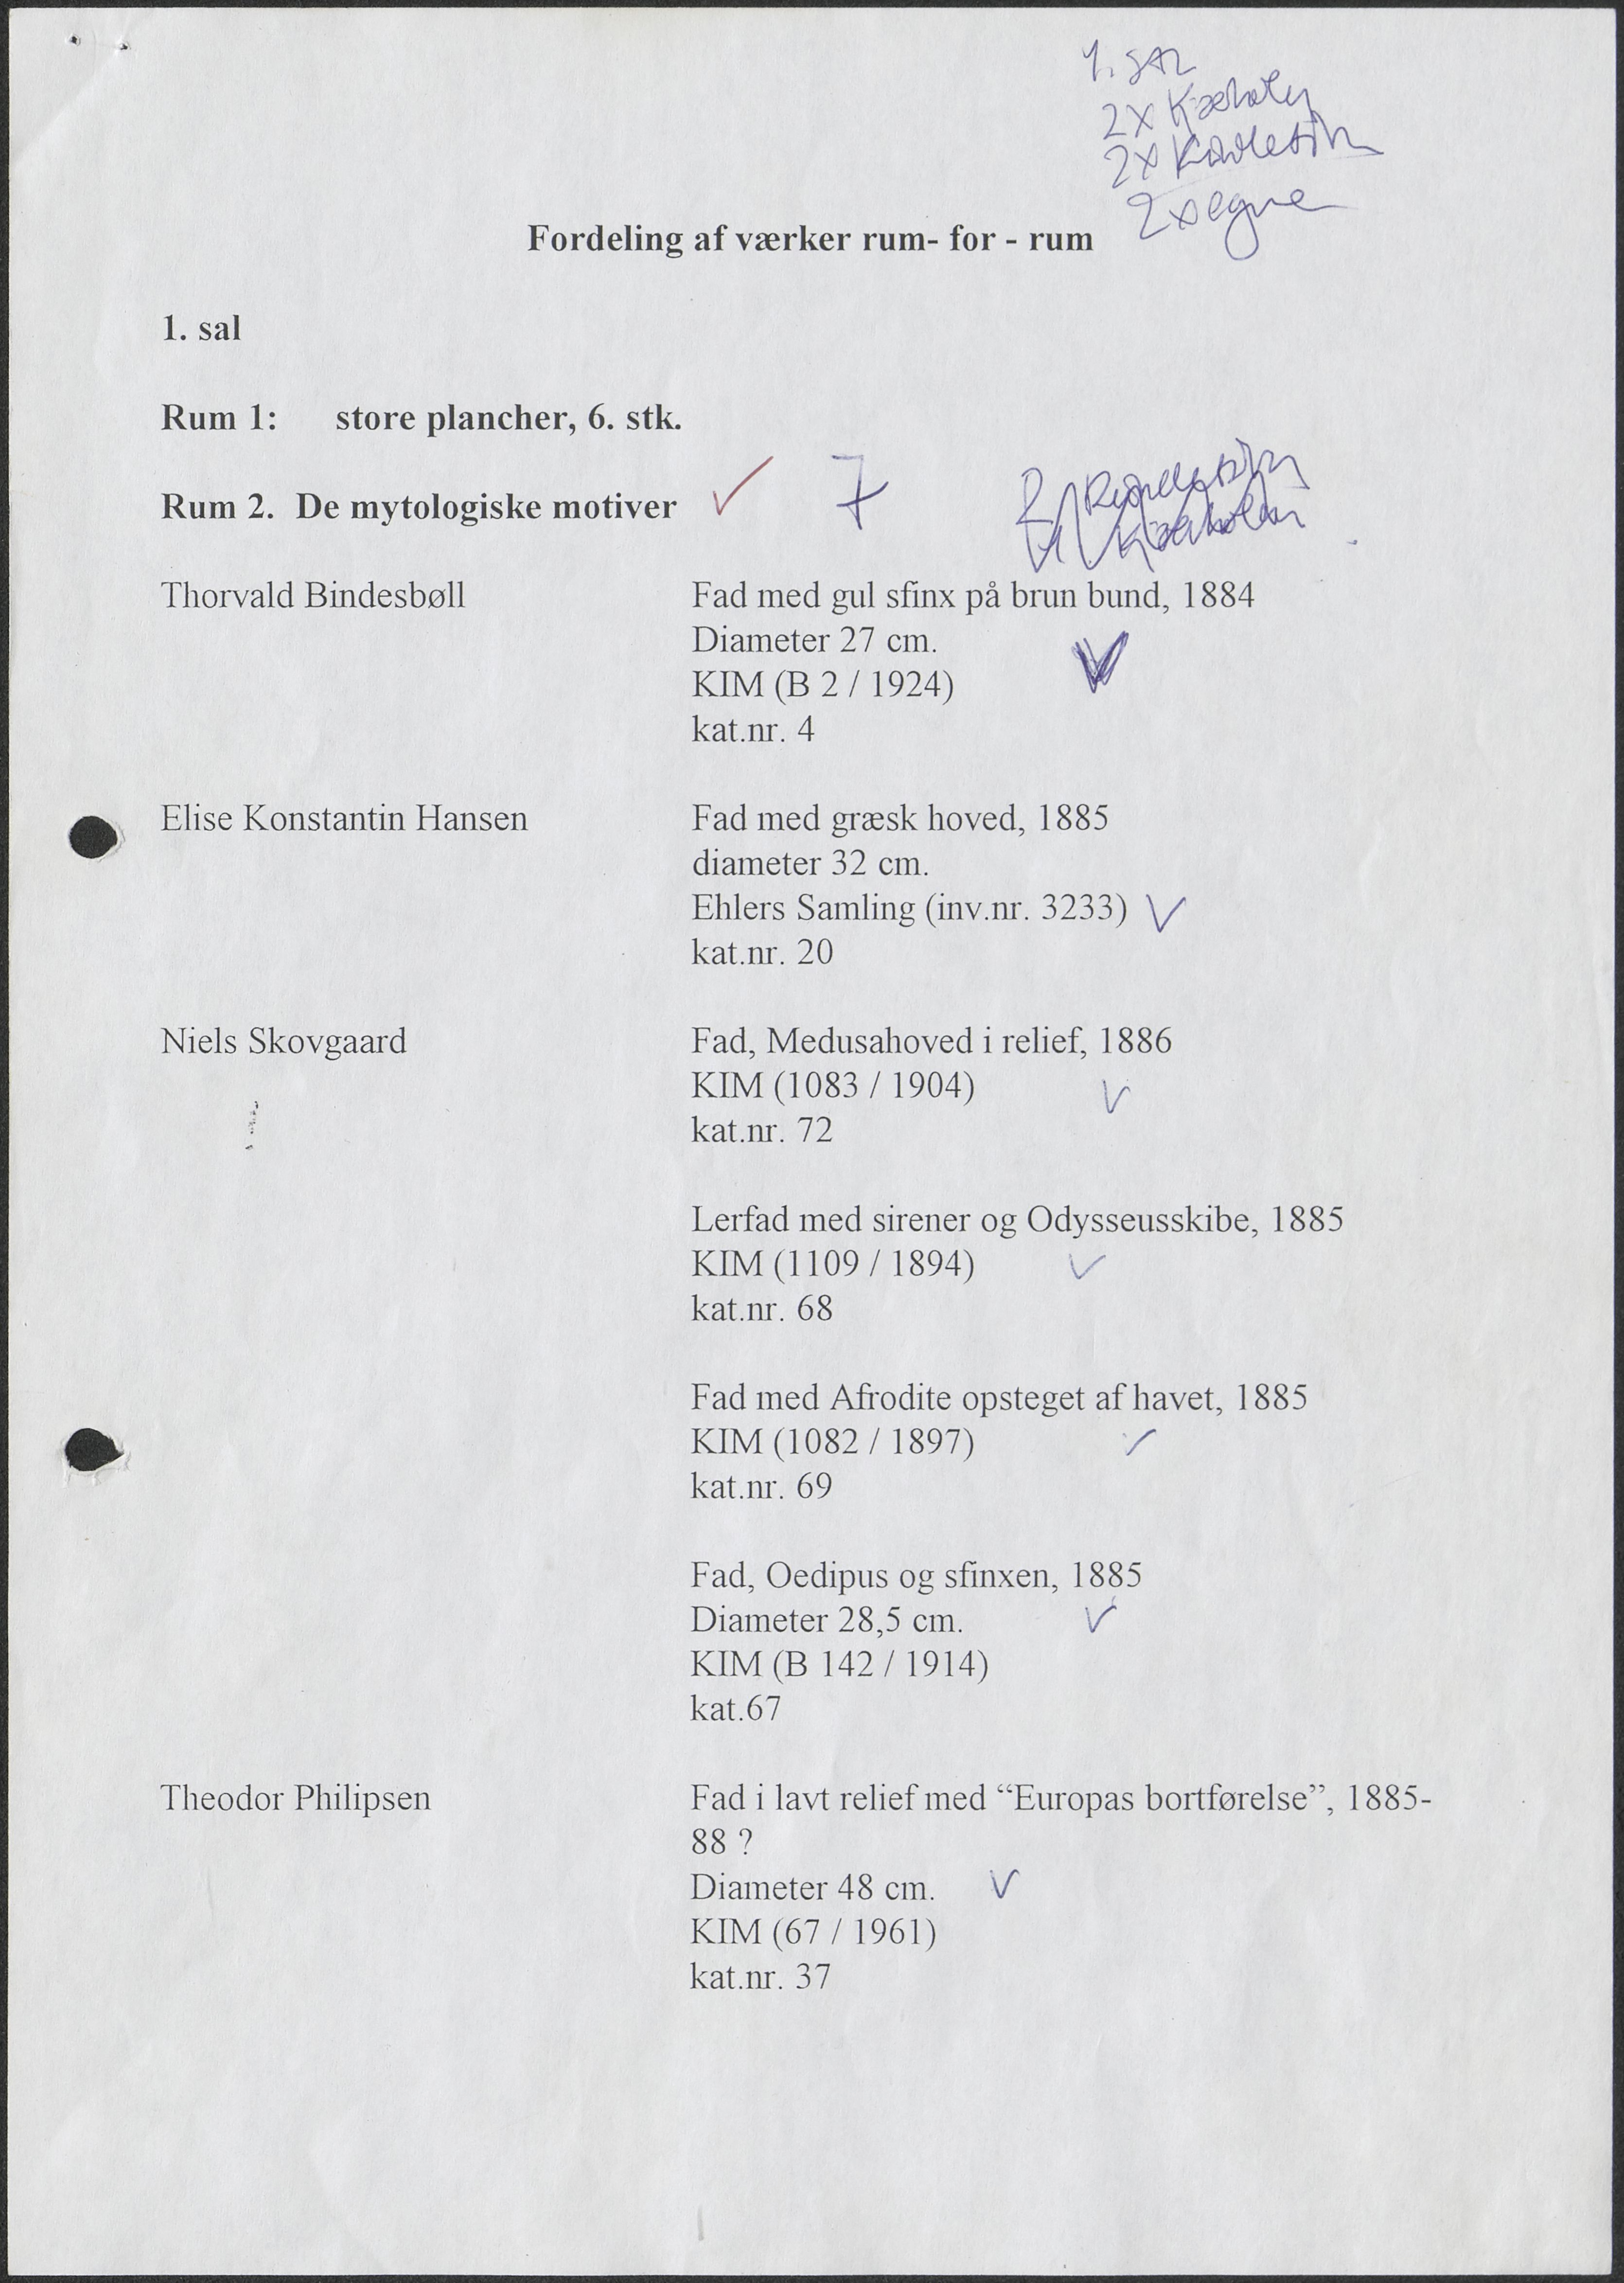 1. sal
2x
2x
2x egne
Fordeling af værker rum- for - rum
1. sal
Rum 1: store plancher, 6. stk.
Rum 2. De mytologiske motiver 7
Thorvald Bindesbøll Fad med gul sfinx på brun bund, 1884
Diameter 27 cm.
KIM (B 2 / 1924)
kat.nr. 4
Elise Konstantin Hansen Fad med græsk hoved, 1885
diameter 32 cm.
Ehlers Samling (inv.nr. 3233)
kat.nr. 20
Niels Skovgaard Fad, Medusahoved i relief, 1886
KIM (1083 / 1904)
kat.nr. 72
Lerfad med sirener og Odysseusskibe, 1885
KIM (1109 / 1894)
kat.nr. 68
Fad med Afrodite opsteget af havet, 1885
KIM (1082 / 1897)
kat.nr. 69
Fad, Oedipus og sfinxen, 1885
Diameter 28,5 cm.
KIM (B 142 / 1914)
kat.67
Theodor Philipsen Fad i lavt relief med “Europas bortførelse”, 1885-
88 ?
Diameter 48 cm.
KIM (67 / 1961)
kat.nr. 37